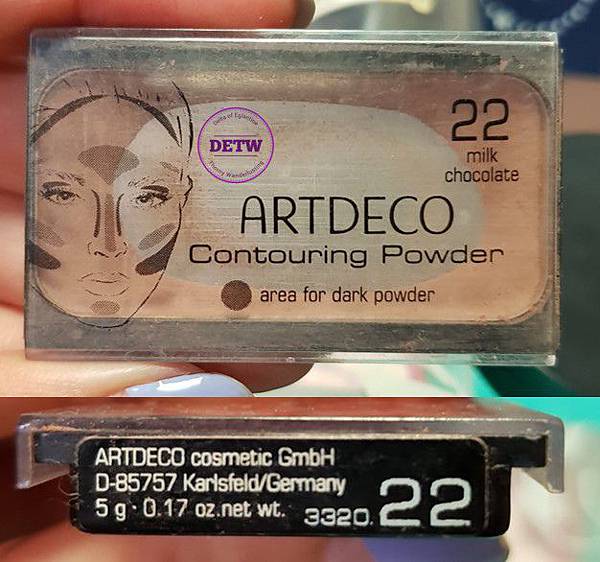 22
milk
chocolate
DETW
ARTDECO
Contouring Powder
area for dark powder
ARTDECO cosmetic GmbH
D-85757 Karlsfeld/Germany
5 g · 0.17 oz.net wt. 3320. 22